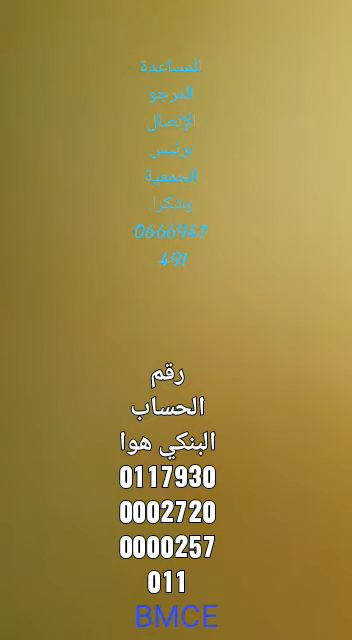 للمساعدة
المرجو
الإتصال
برئيس
الجمعية
وشكرا.
0666947
491
رقم
الحساب
البنكي هوا
0117930
0002720
0000257
011
BMCE